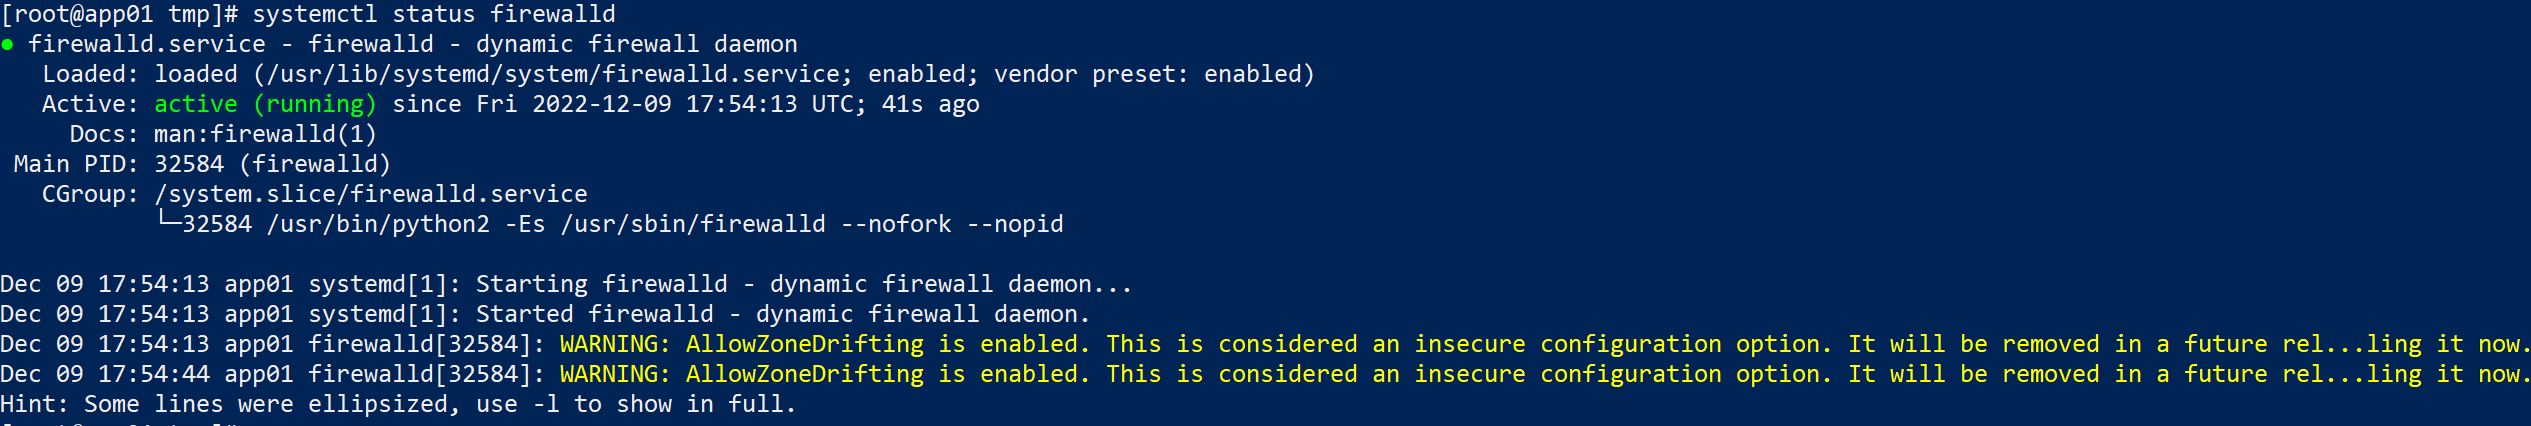 [root@app01 tmp]# systemctl status firewalld
● firewalld.service - firewalld - dynamic firewall daemon
   Loaded: loaded (/usr/lib/systemd/system/firewalld.service; enabled; vendor preset: enabled)
   Active: active (running) since Fri 2022-12-09 17:54:13 UTC; 41s ago
     Docs: man:firewalld(1)
 Main PID: 32584 (firewalld)
   CGroup: /system.slice/firewalld.service
           └─32584 /usr/bin/python2 -Es /usr/sbin/firewalld --nofork --nopid
Dec 09 17:54:13 app01 systemd[1]: Starting firewalld - dynamic firewall daemon...
Dec 09 17:54:13 app01 systemd[1]: Started firewalld - dynamic firewall daemon.
Dec 09 17:54:13 app01 firewalld[32584]: WARNING: AllowZoneDrifting is enabled. This is considered an insecure configuration option. It will be removed in a future rel...ling it now.
Dec 09 17:54:44 app01 firewalld[32584]: WARNING: AllowZoneDrifting is enabled. This is considered an insecure configuration option. It will be removed in a future rel...ling it now.
Hint: Some lines were ellipsized, use -l to show in full.